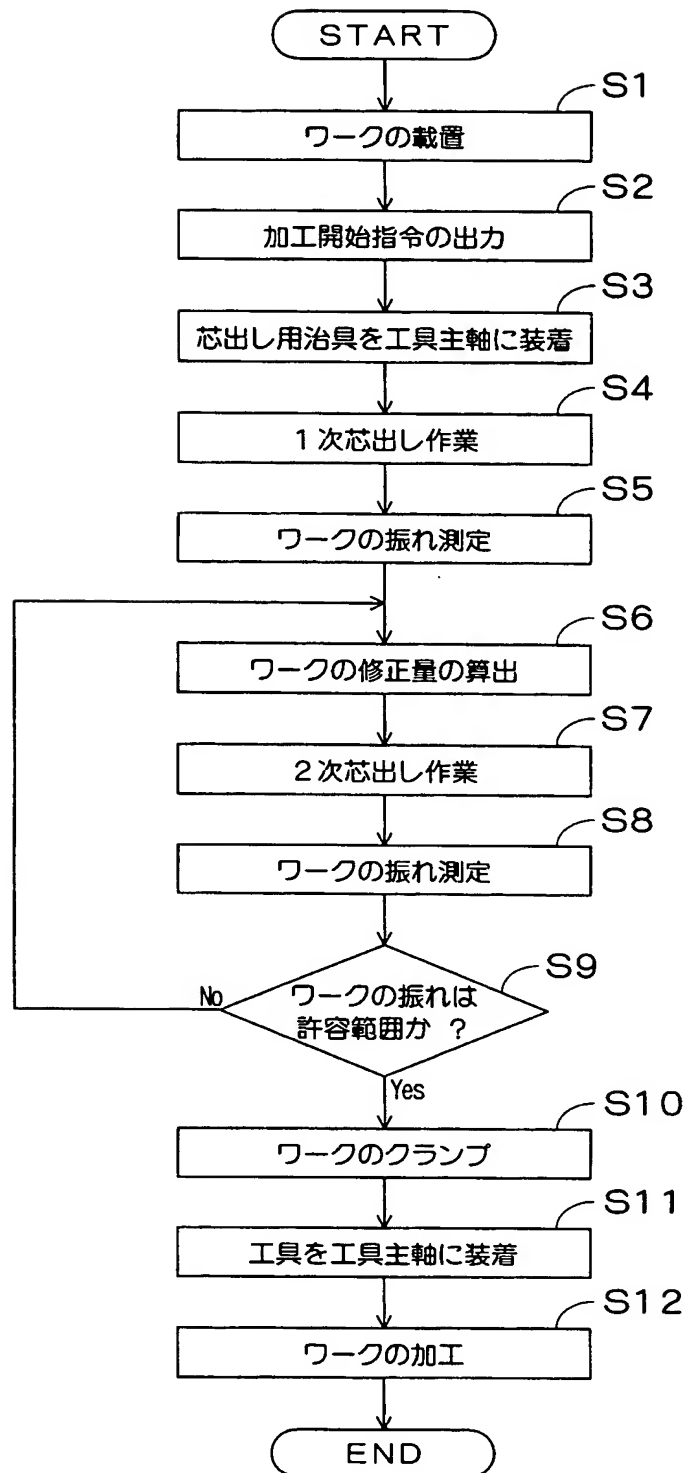 START
S1
ワークの載置
S2
加工開始指令の出力
S3
芯出し用治具を工具主軸に装着
S4
1次芯出し作業
S5
ワークの振れ測定
S6
ワークの修正量の算出
S7
2次芯出し作業
S8
ワークの振れ測定
S9
ワークの振れは
許容範囲か ?
No
Yes
S10
ワークのクランプ
S11
工具を工具主軸に装着
S12
ワークの加工
END